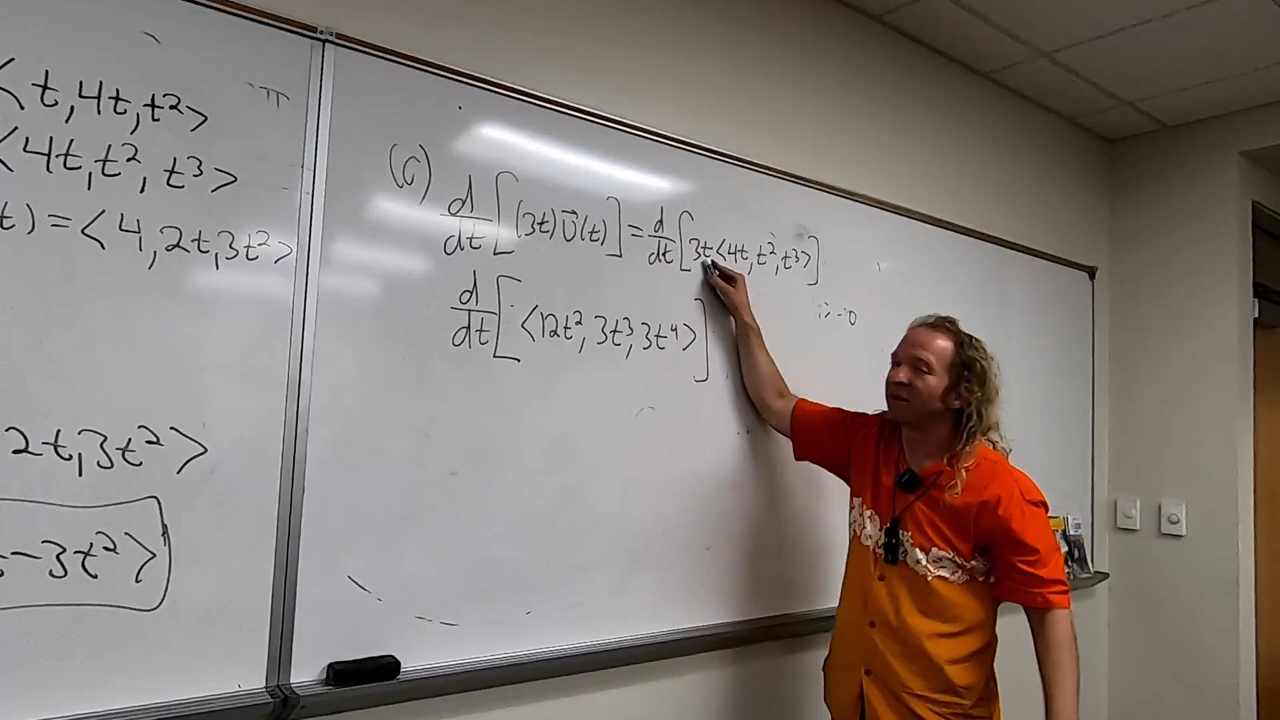 <t,4t,t²>
<4t,t²,t³>
t)=<4,2t,3t²>
2t,3t²>
-3t²>
(C) d/dt[(3t)Ū(t)]=d/dt[3t<4t,t²,t³>]
d/dt[<12t²,3t³,3t⁴>]